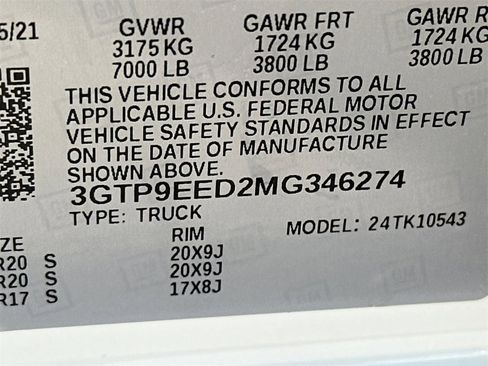 5/21 GVWR GAWR FRT GAWR R
3175 KG 1724 KG 1724 KG
7000 LB 3800 LB 3800 LB
THIS VEHICLE CONFORMS TO ALL
APPLICABLE U.S. FEDERAL MOTOR
VEHICLE SAFETY STANDARDS IN EFFECT
ON THE DATE OF MANUFACTURE
SHOWN ABOVE.
3GTP9EED2MG346274
TYPE: TRUCK MODEL: 24TK10543
ZE RIM
R20 S 20X9J
R20 S 20X9J
R17 S 17X8J